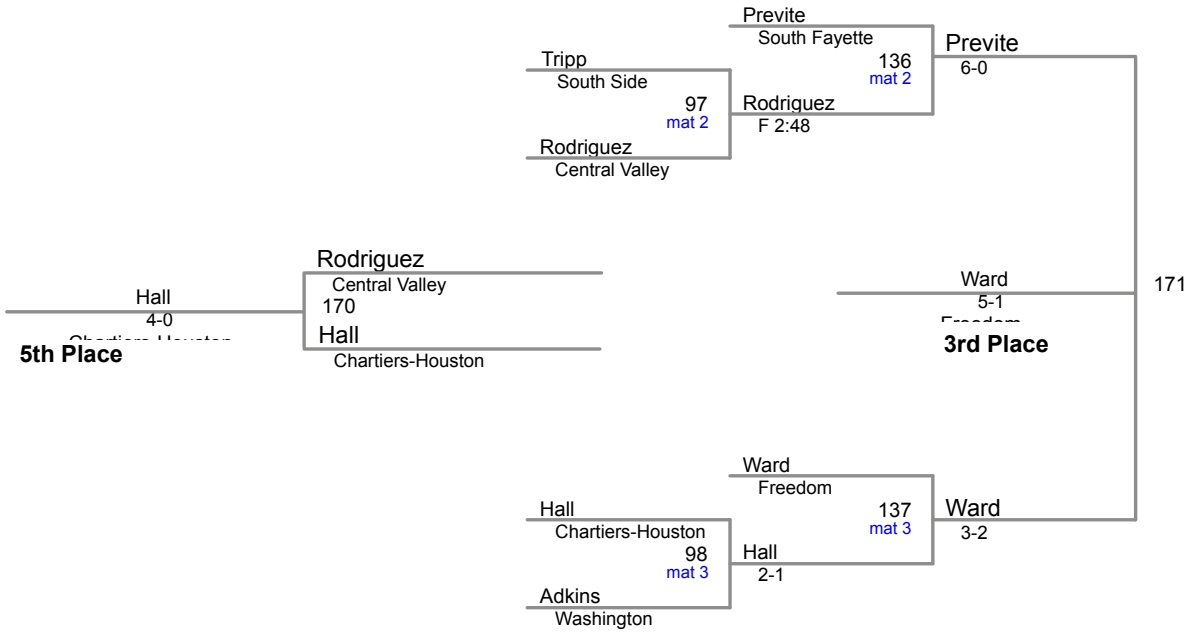 Previte
South Fayette
136
mat 2
Previte
6-0
Tripp
South Side
97
mat 2
Rodriguez
F 2:48
Rodriguez
Central Valley
Rodriguez
Central Valley
170
Hall
4-0
Chartiers-Houston
5th Place
Hall
Chartiers-Houston
Ward
5-1
Freedom
3rd Place
171
Ward
Freedom
137
mat 3
Ward
3-2
Hall
Chartiers-Houston
98
mat 3
Hall
2-1
Adkins
Washington